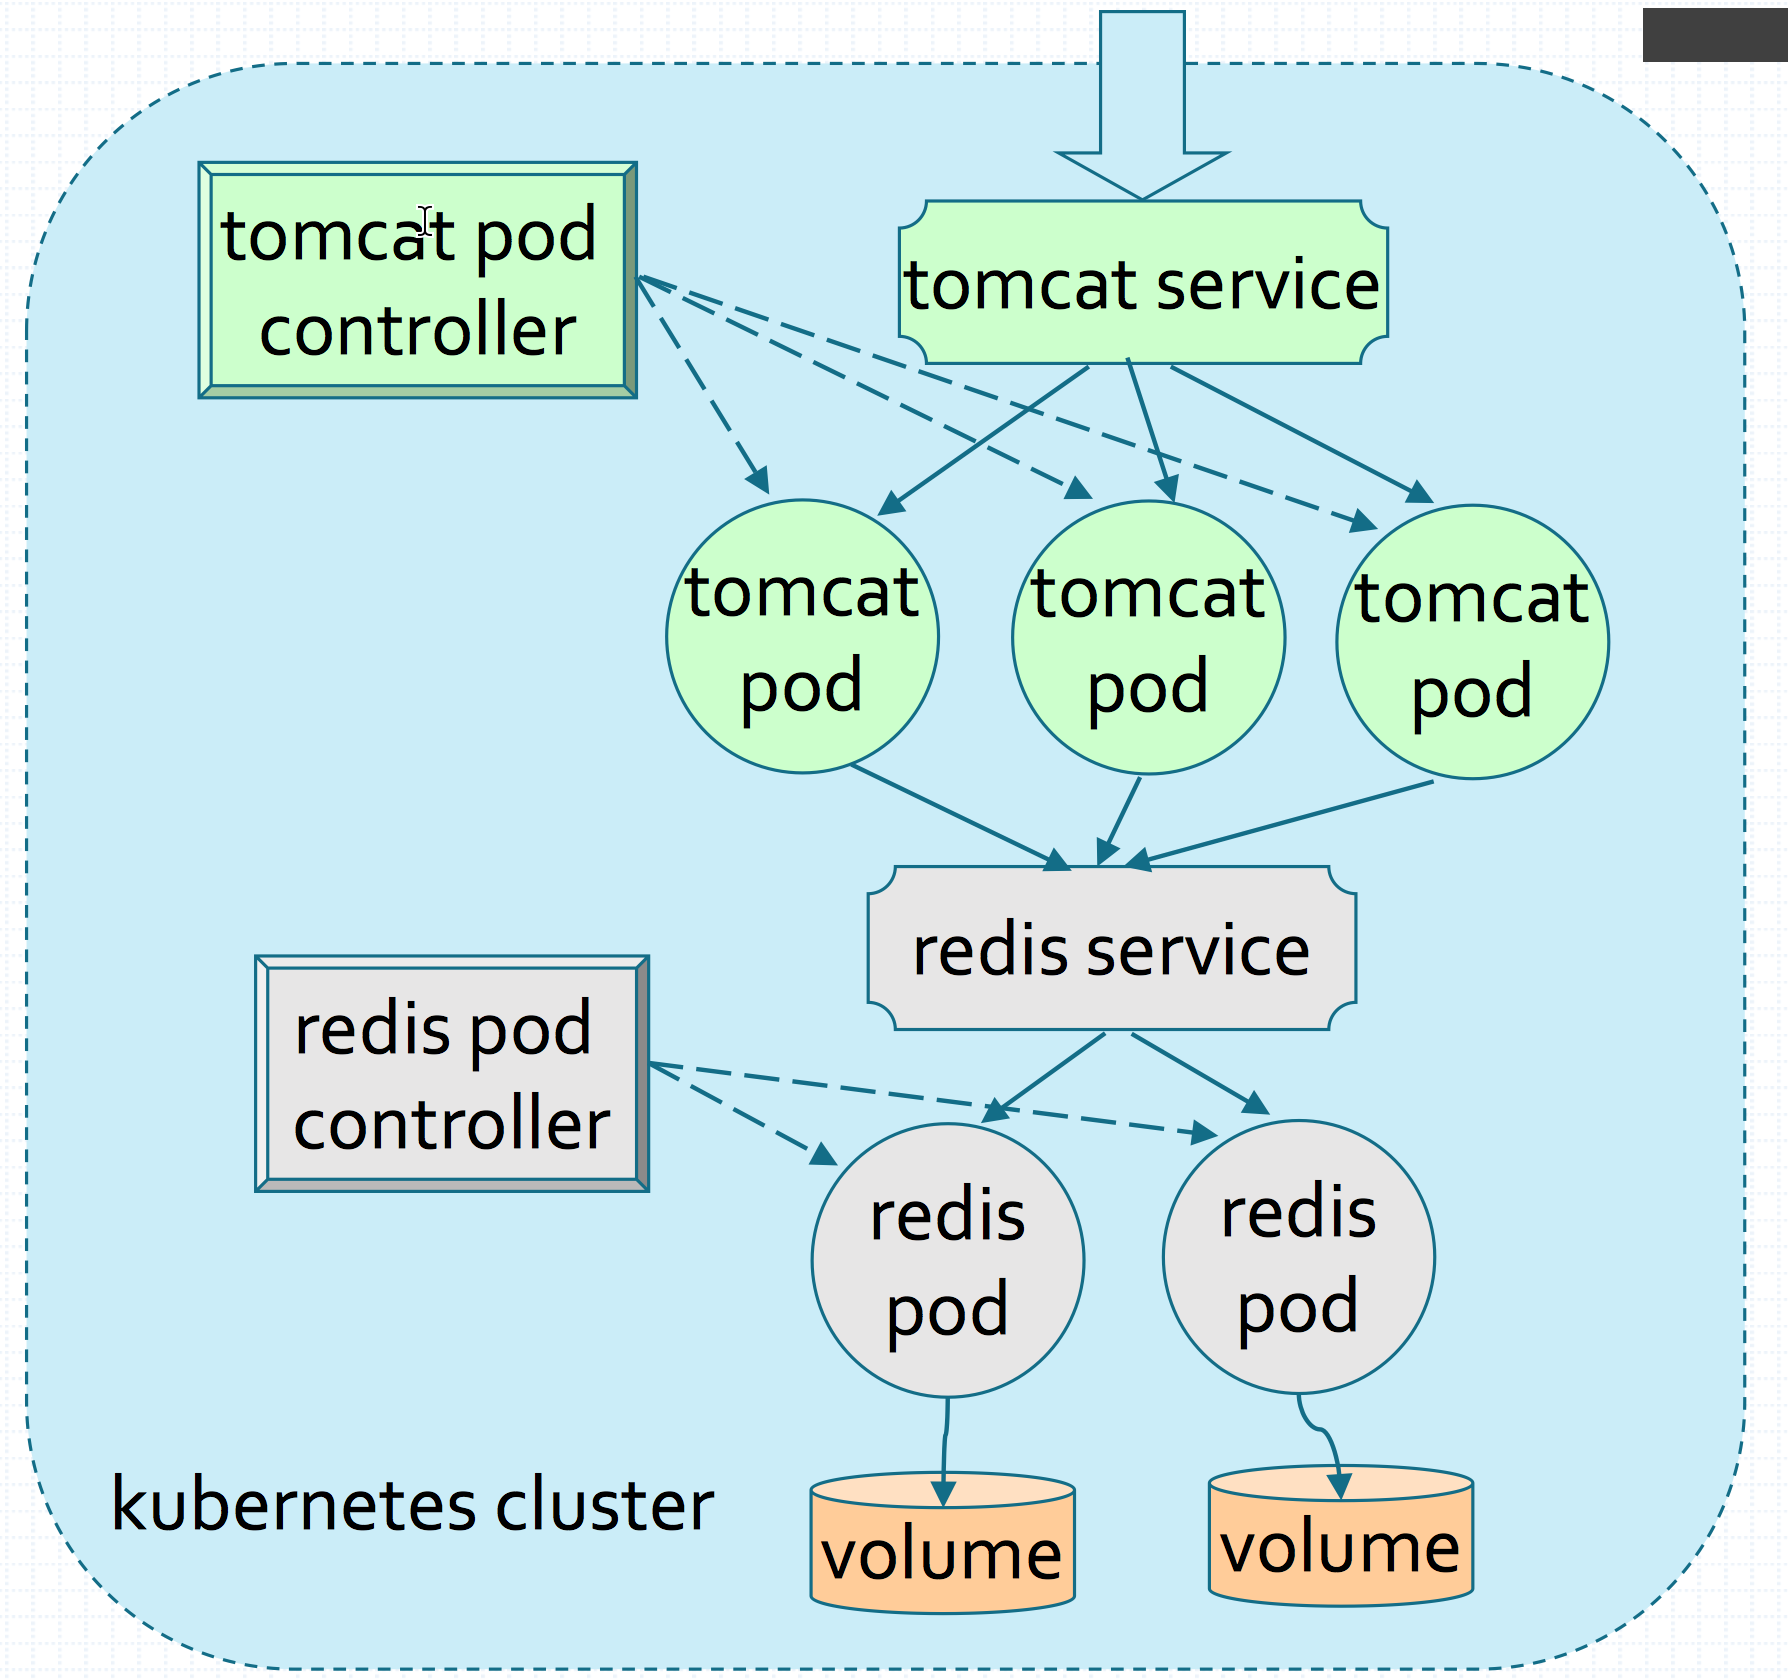 tomcat pod
controller
tomcat service
tomcat
pod
tomcat
pod
tomcat
pod
redis service
redis pod
controller
redis
pod
redis
pod
kubernetes cluster
volume
volume